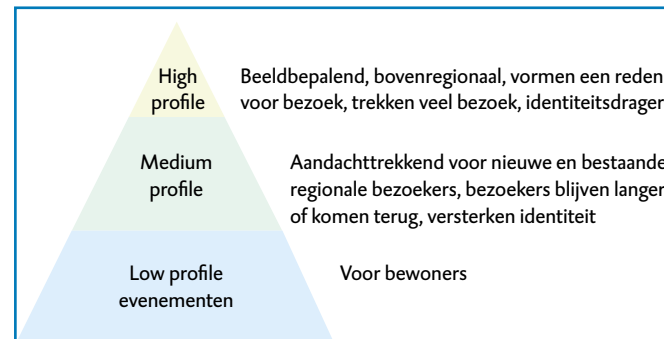 High
profile
Beeldbepalend, bovenregionaal, vormen een reden
voor bezoek, trekken veel bezoek, identiteitsdrager
Medium
profile
Aandachttrekkend voor nieuwe en bestaande
regionale bezoekers, bezoekers blijven langer
of komen terug, versterken identiteit
Low profile
evenementen
Voor bewoners